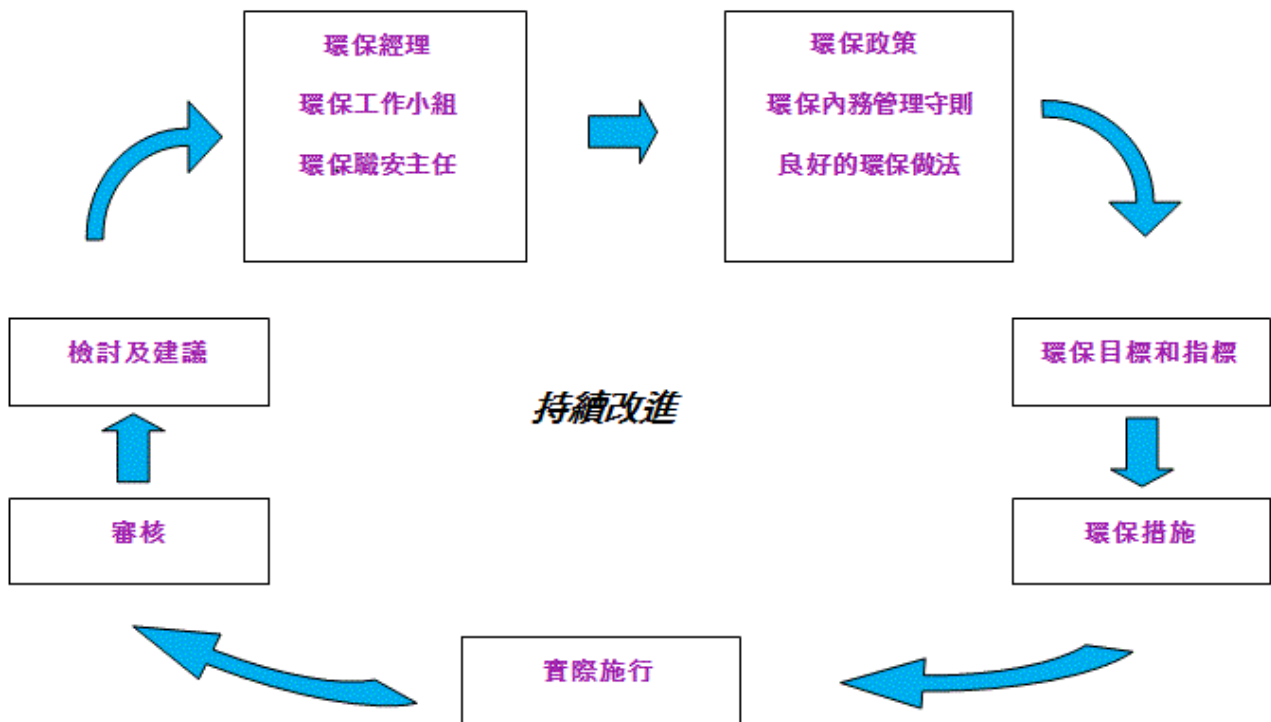 環保經理
環保工作小組
環保職安主任
環保政策
環保內務管理守則
良好的環保做法
環保目標和指標
環保措施
實際施行
審核
檢討及建議
持續改進